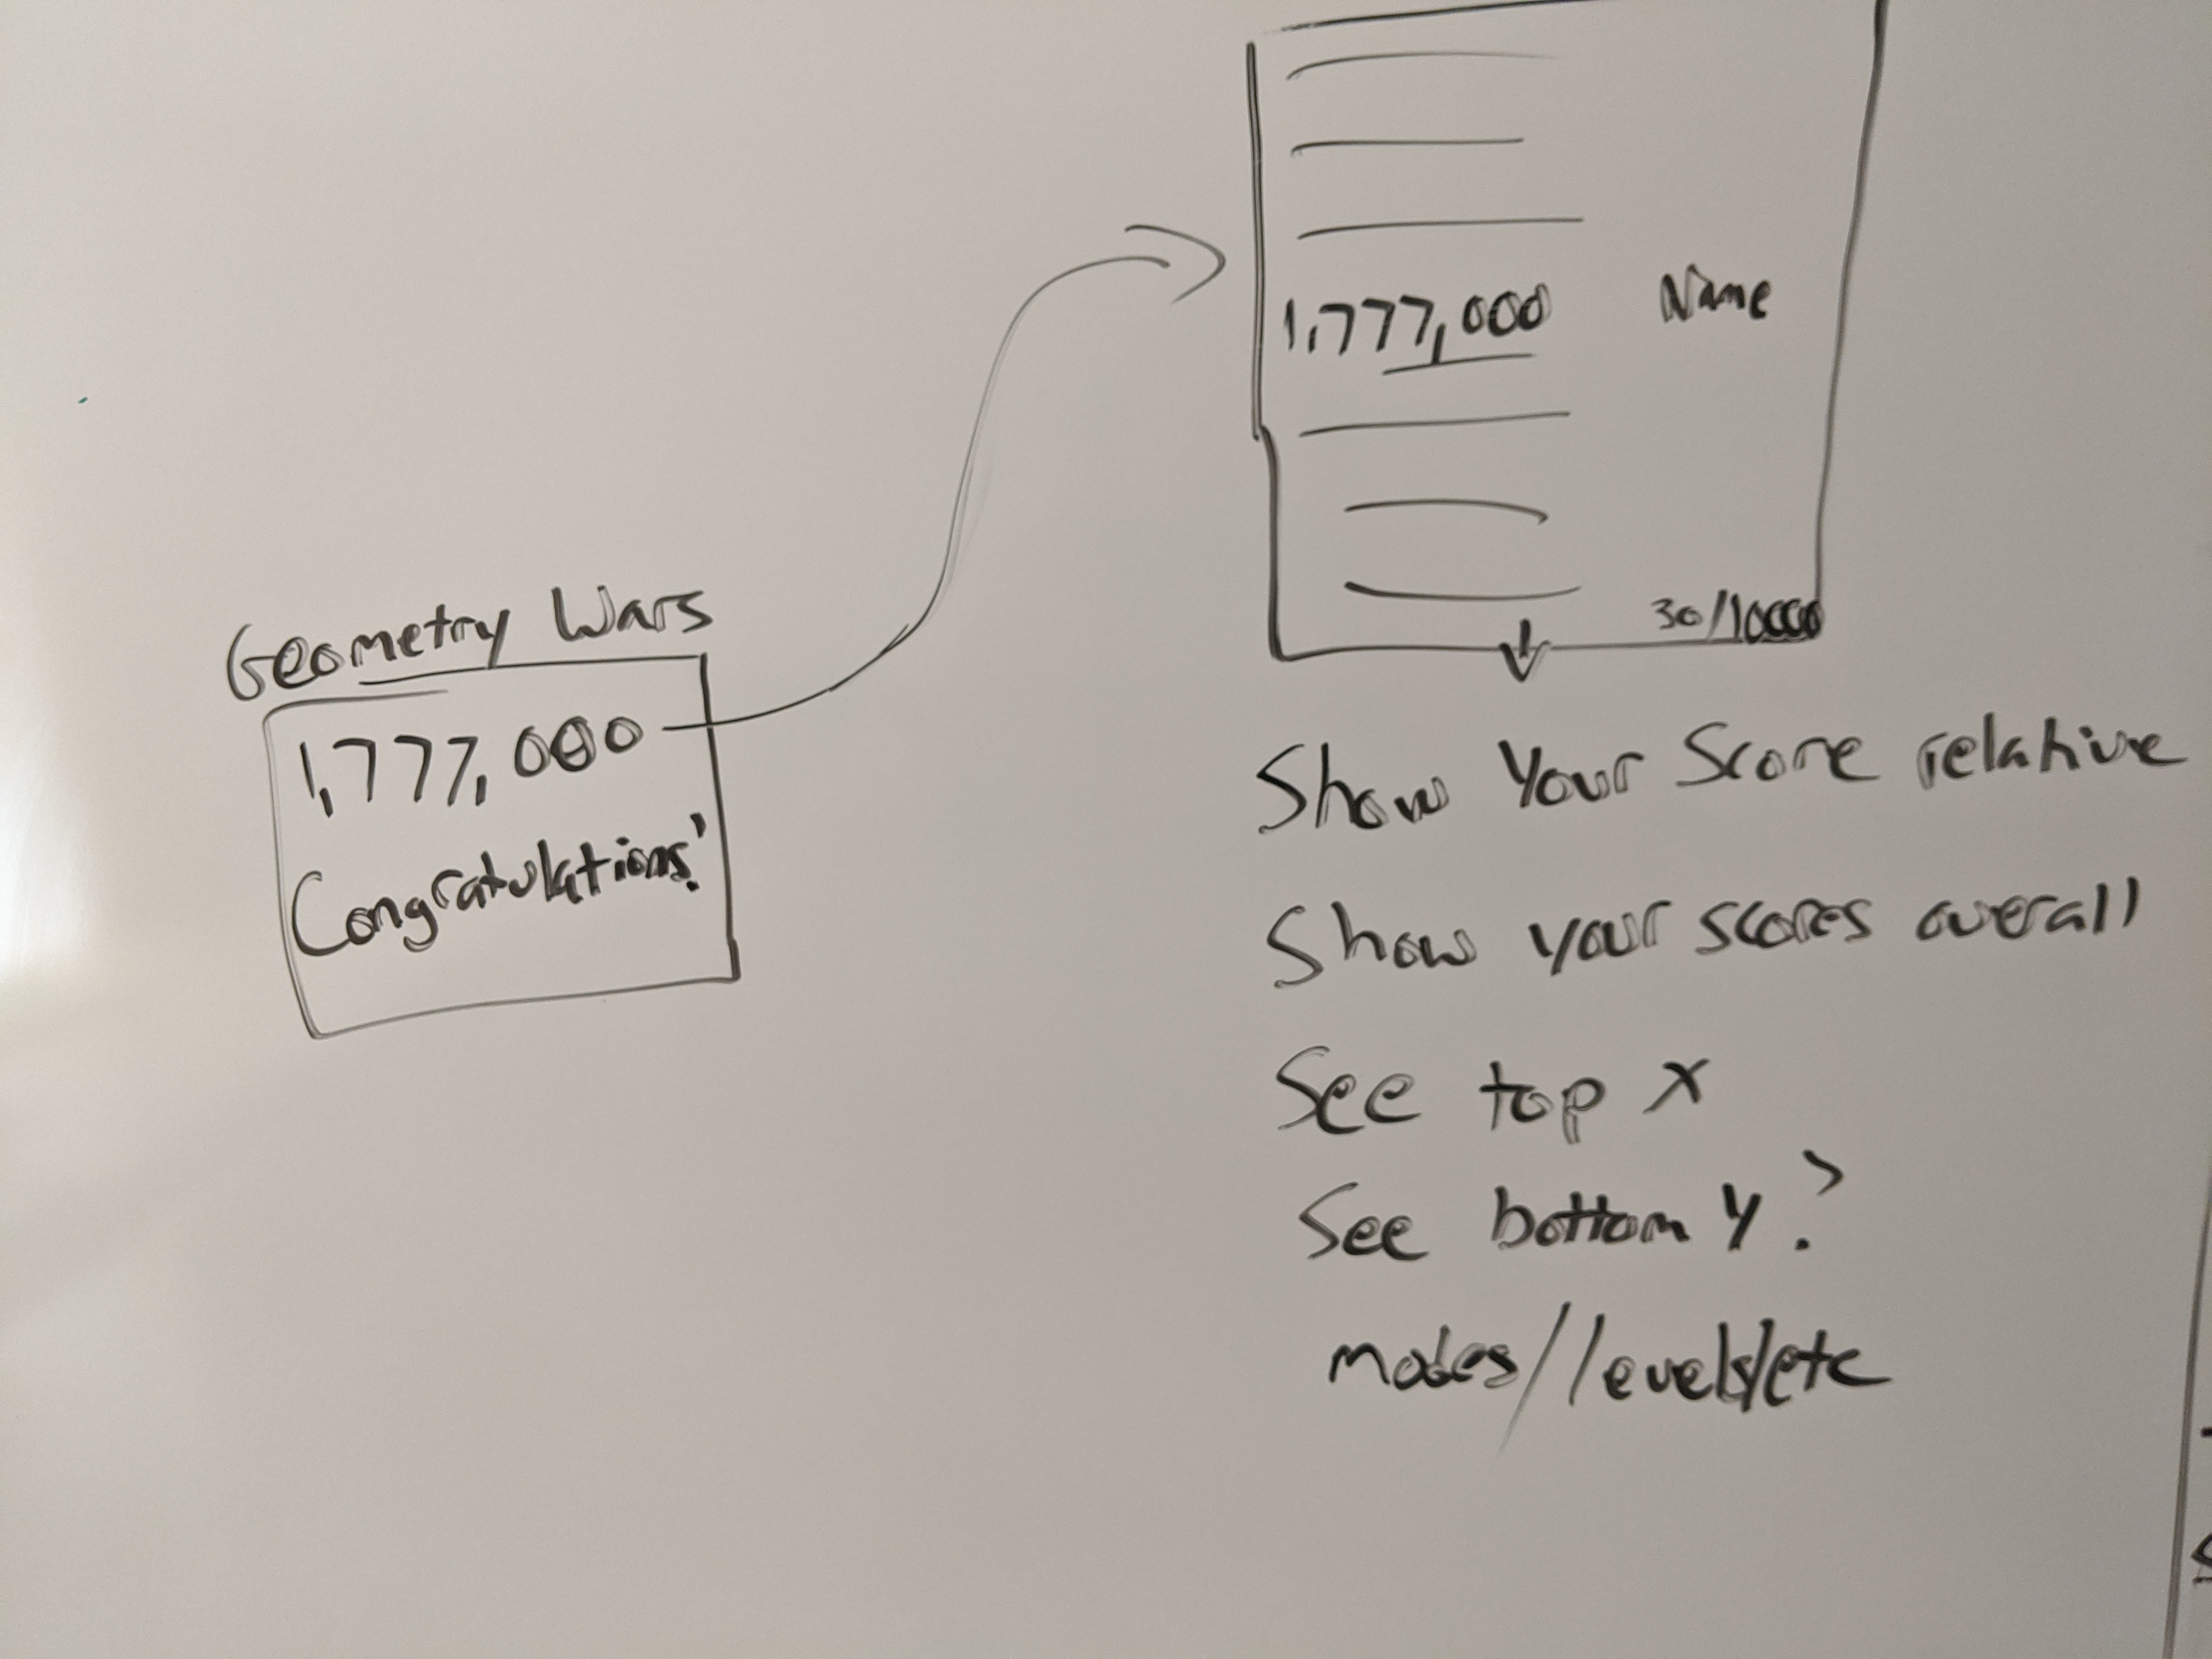 Geometry Wars
1,777,000
Congratulations!
1,777,000 Name
30/10000
Show Your Score relative
Show your scores overall
See top x
See bottom y?
modes//levels/etc